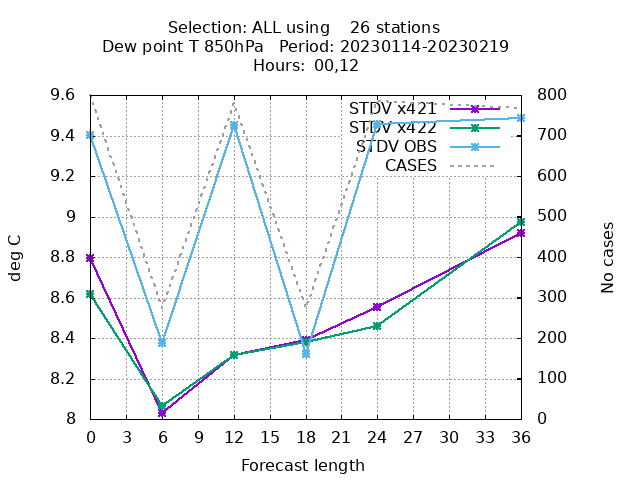 Selection: ALL using    26 stations
Dew point T 850hPa   Period: 20230114-20230219
Hours:  00,12
9.6
9.4
9.2
9
8.8
8.6
8.4
8.2
8
800
700
600
500
400
300
200
100
0
STDV x421
STDV x422
STDV OBS
CASES
deg C
No cases
0 3 6 9 12 15 18 21 24 27 30 33 36
Forecast length